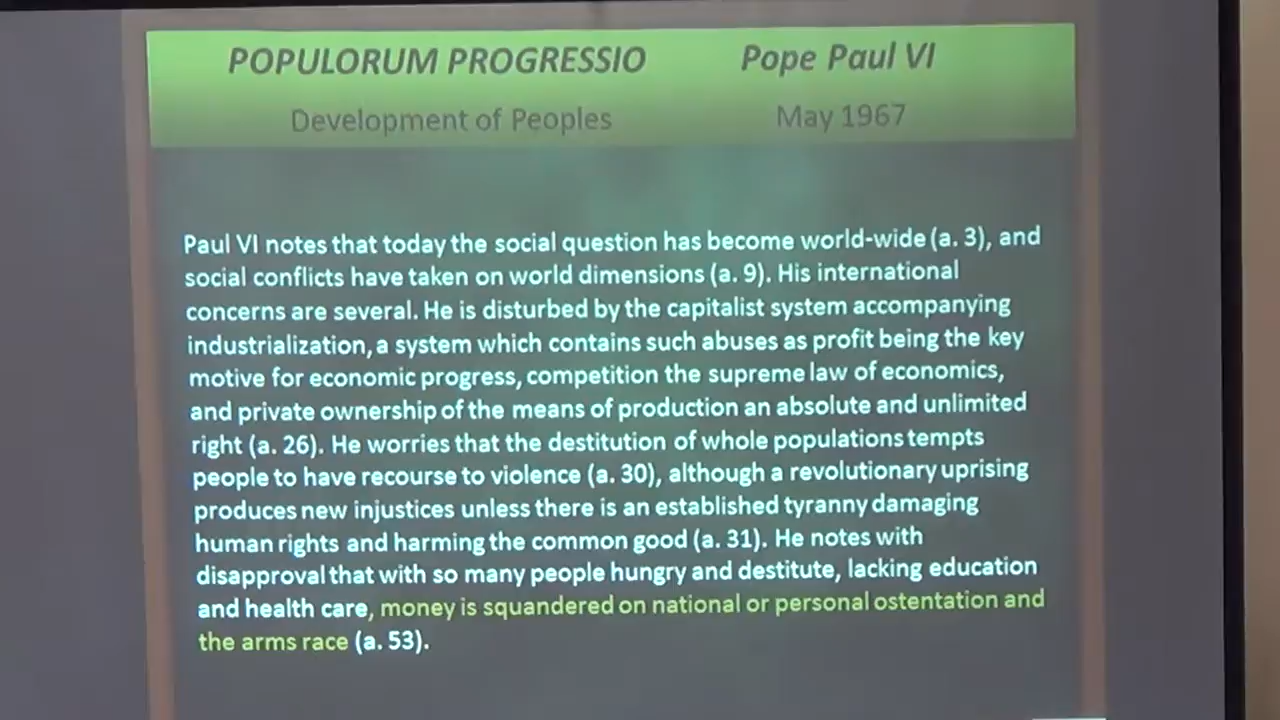 POPULORUM PROGRESSIO Pope Paul VI
Development of Peoples May 1967
Paul VI notes that today the social question has become world-wide (a. 3), and
social conflicts have taken on world dimensions (a. 9). His international
concerns are several. He is disturbed by the capitalist system accompanying
industrialization, a system which contains such abuses as profit being the key
motive for economic progress, competition the supreme law of economics,
and private ownership of the means of production an absolute and unlimited
right (a. 26). He worries that the destitution of whole populations tempts
people to have recourse to violence (a. 30), although a revolutionary uprising
produces new injustices unless there is an established tyranny damaging
human rights and harming the common good (a. 31). He notes with
disapproval that with so many people hungry and destitute, lacking education
and health care, money is squandered on national or personal ostentation and
the arms race (a. 53).